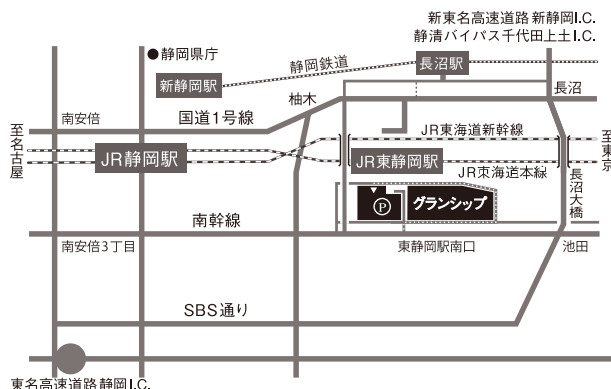 新東名高速道路 新静岡I.C.
静清バイパス千代田上土I.C.
静岡県庁
静岡鉄道
長沼駅
新静岡駅
柚木
長沼
南安倍
国道1号線
JR東海道新幹線
至名古屋
JR静岡駅
JR東静岡駅
至東京
JR東海道本線
長沼大橋
P
グランシップ
南幹線
南安倍3丁目
東静岡駅南口
池田
SBS通り
東名高速道路 静岡I.C.